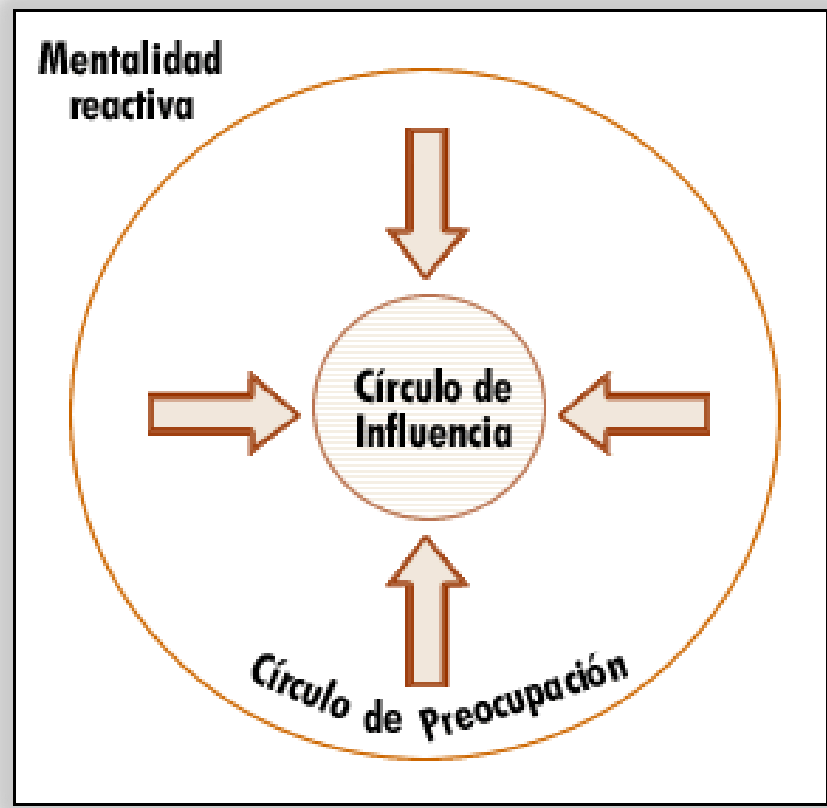 Mentalidad
reactiva
Círculo de
Influencia
Círculo de Preocupación